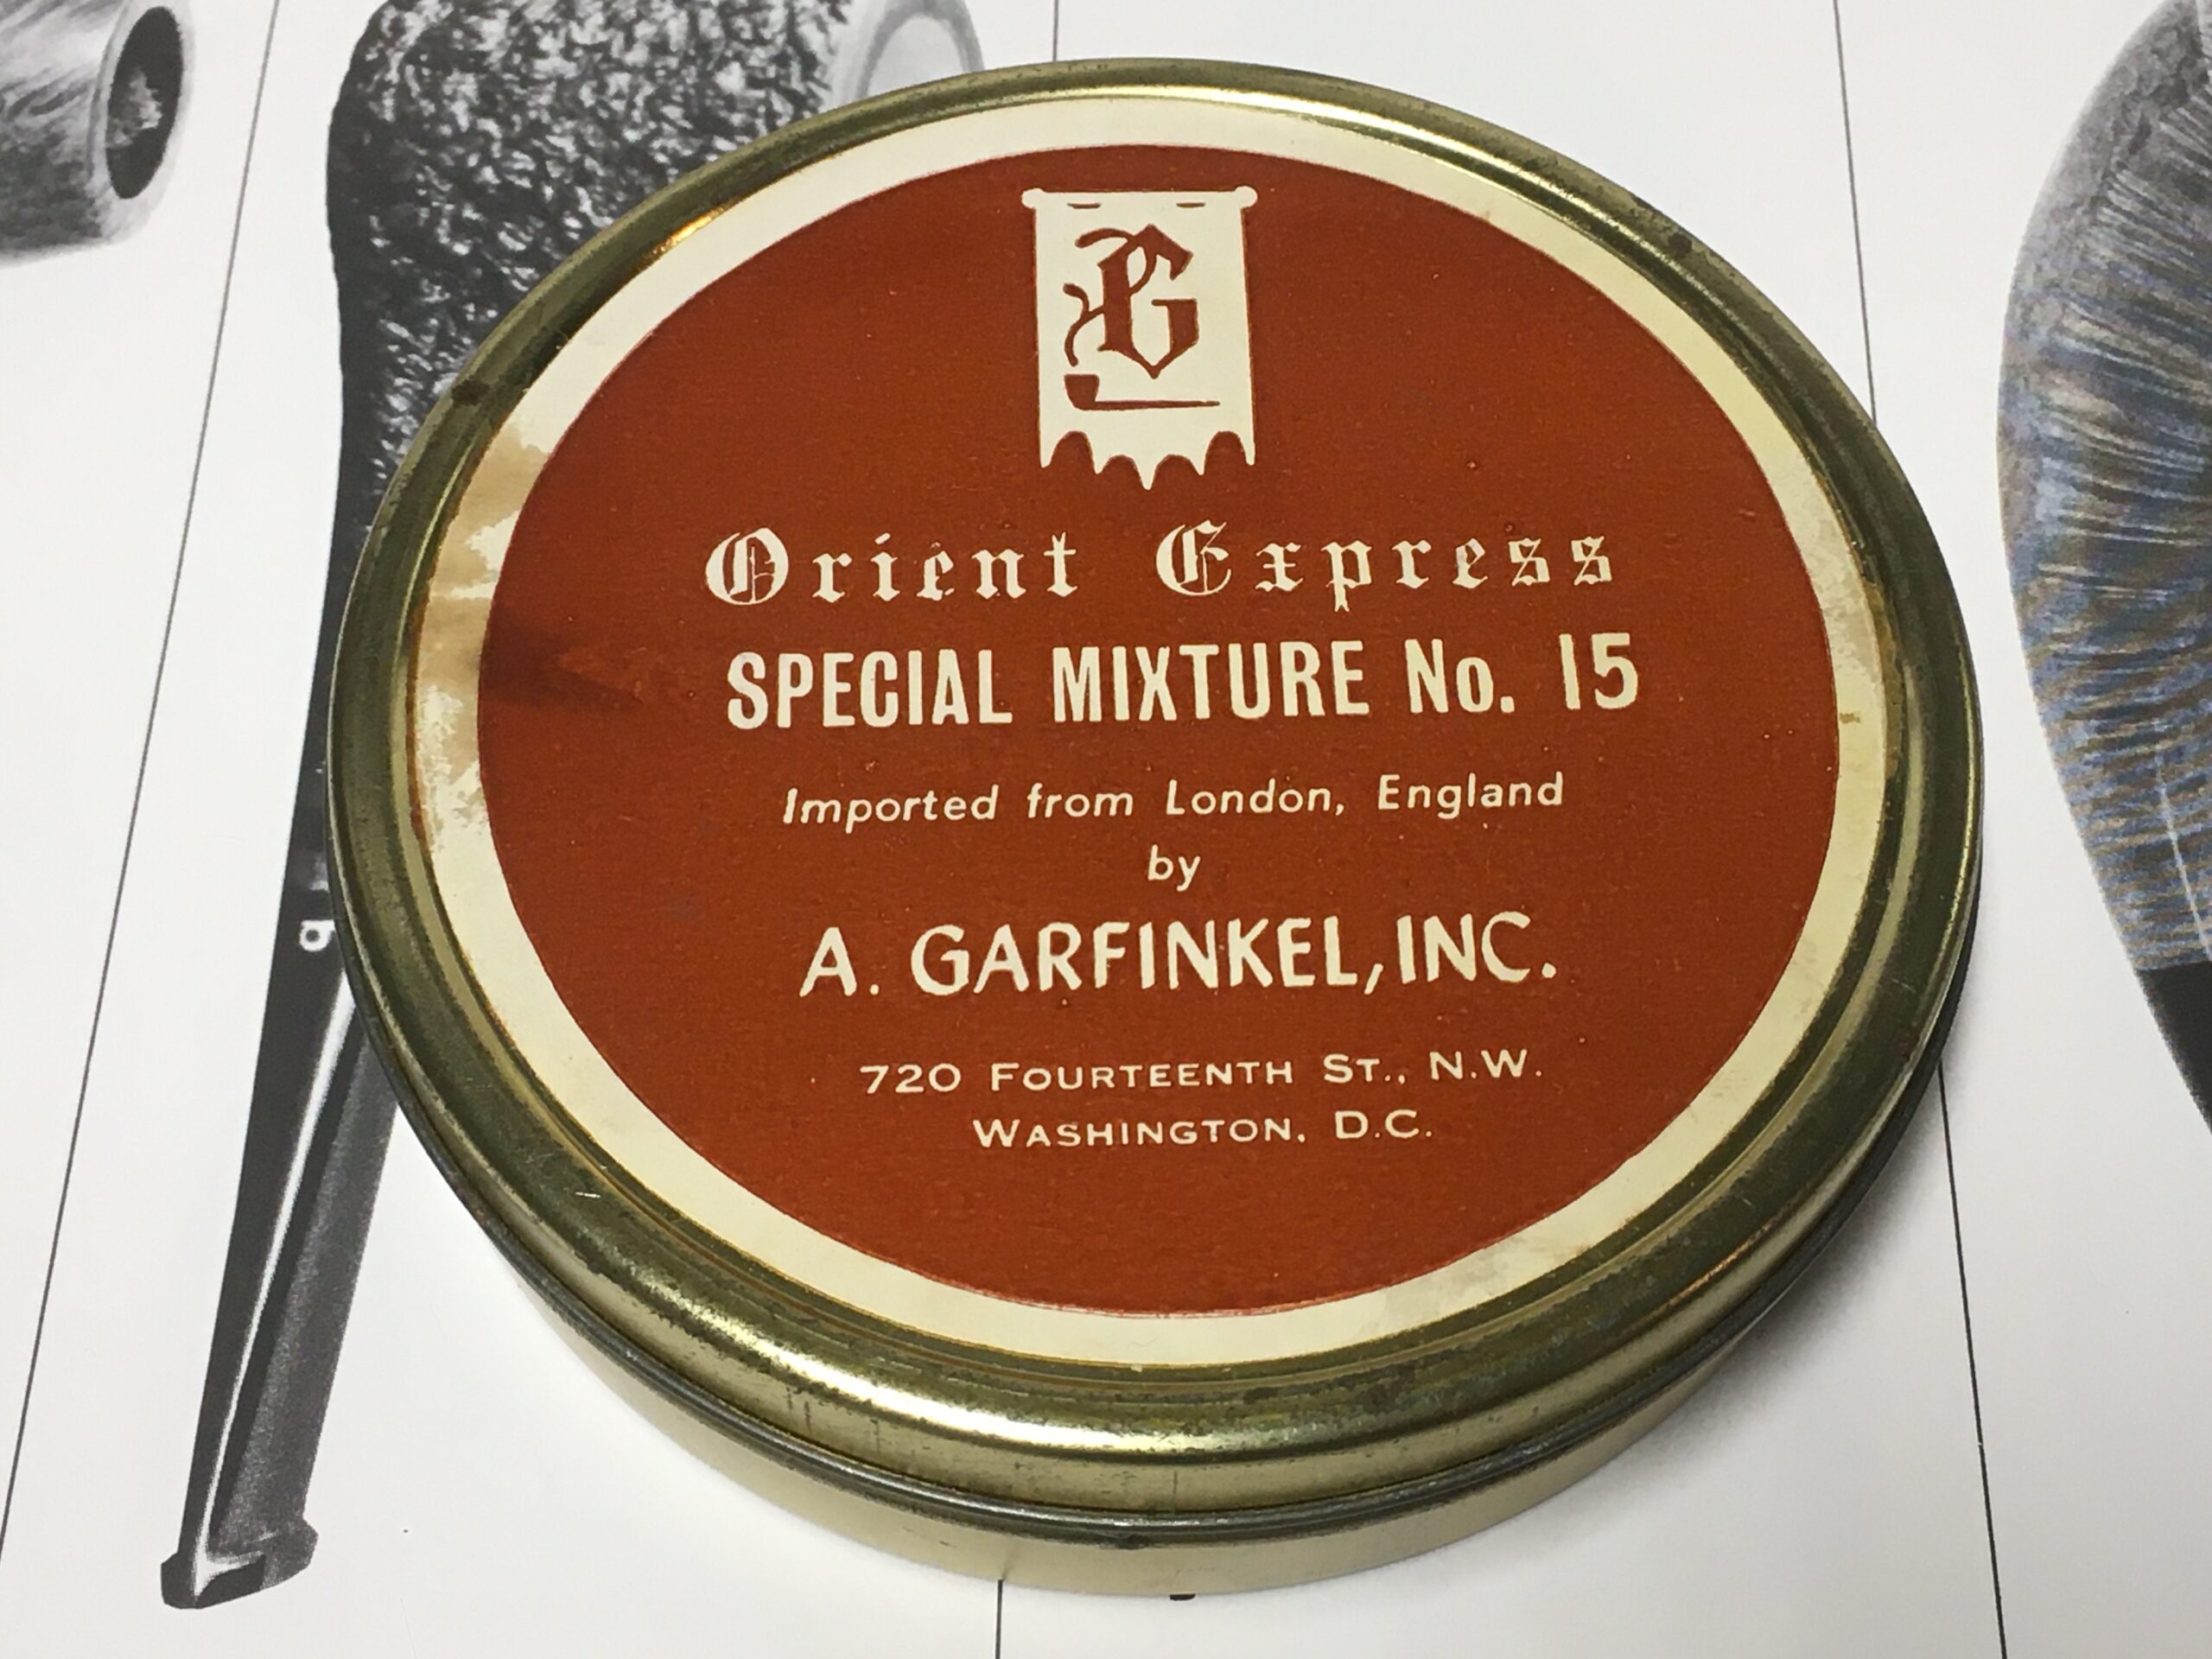 G
Orient Express
SPECIAL MIXTURE No. 15
Imported from London, England
by
A. GARFINKEL, INC.
720 FOURTEENTH ST., N.W.
WASHINGTON, D.C.
g